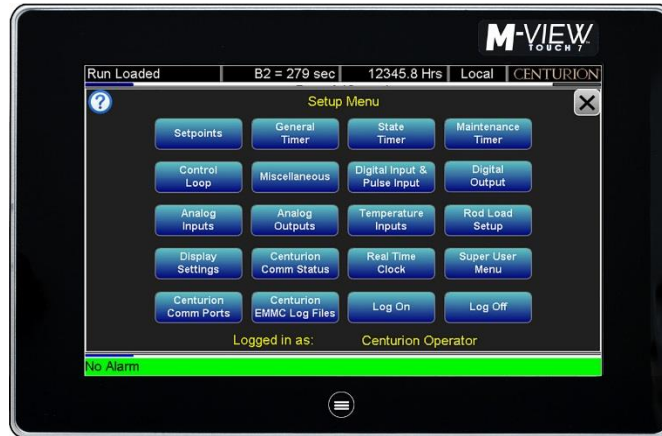 M-VIEW
TOUCH 7
Run Loaded B2 = 279 sec 12345.8 Hrs Local CENTURION
? Setup Menu X
Setpoints
General
Timer
State
Timer
Maintenance
Timer
Control
Loop
Miscellaneous
Digital Input &
Pulse Input
Digital
Output
Analog
Inputs
Analog
Outputs
Temperature
Inputs
Rod Load
Setup
Display
Settings
Centurion
Comm Status
Real Time
Clock
Super User
Menu
Centurion
Comm Ports
Centurion
EMMC Log Files
Log On
Log Off
Logged in as: Centurion Operator
No Alarm